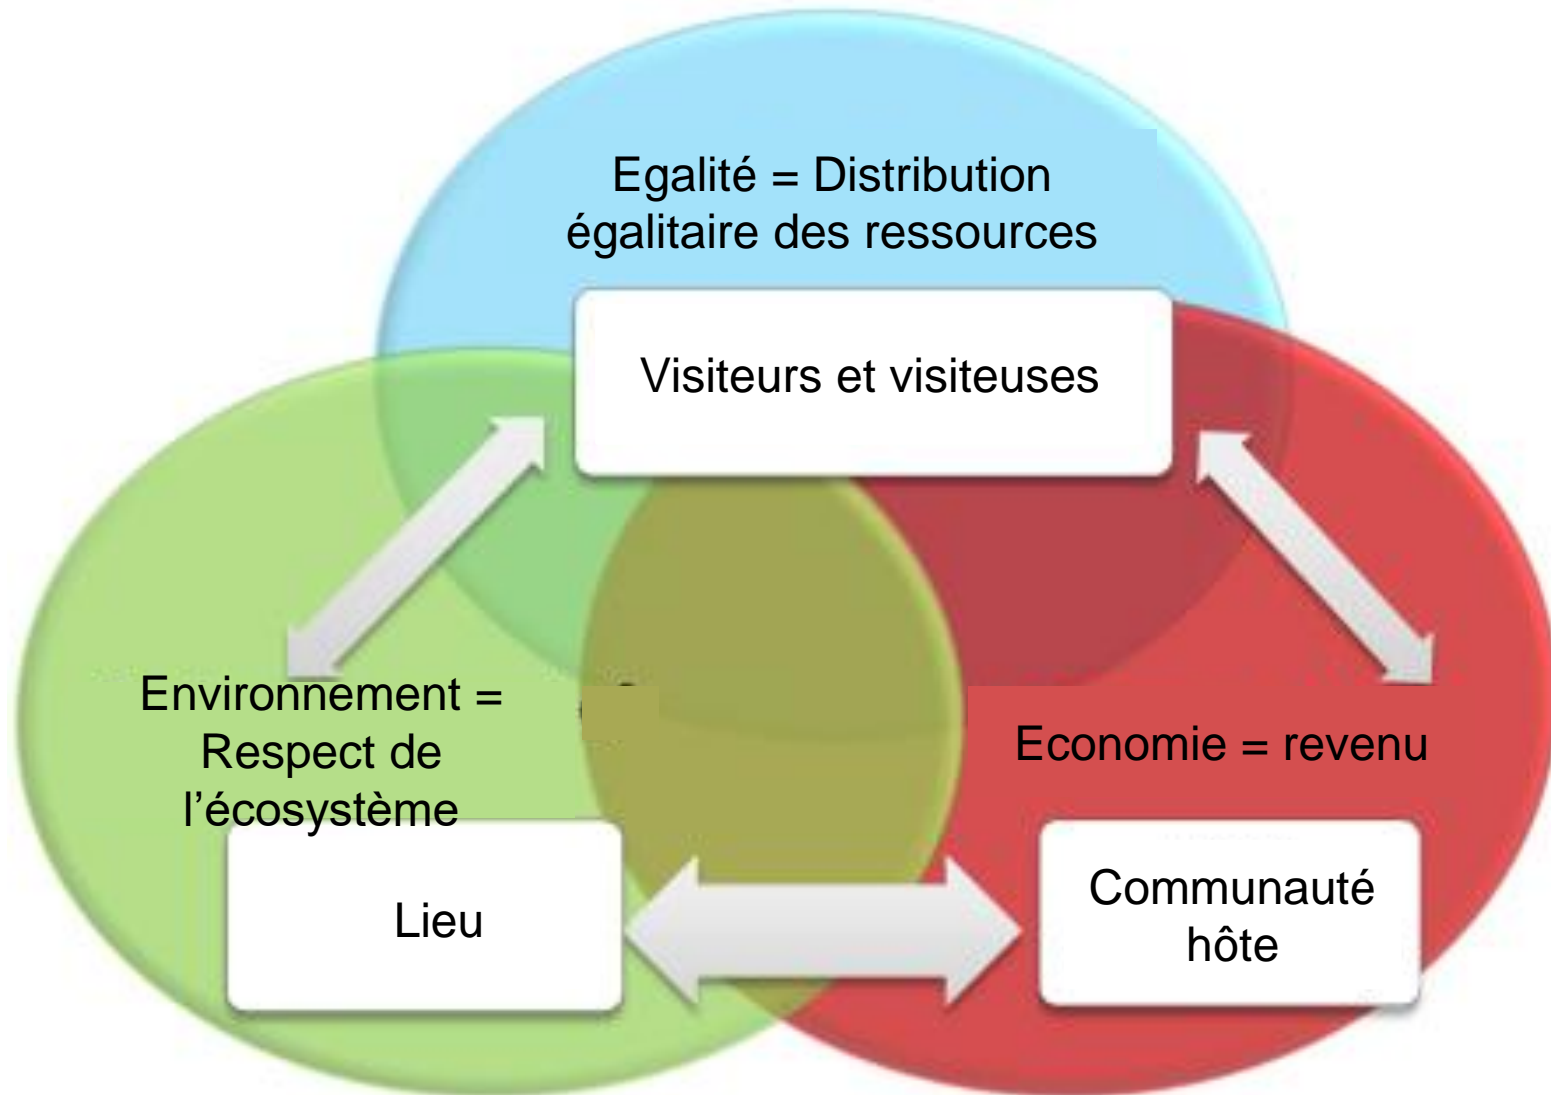 Egalité = Distribution
égalitaire des ressources
Visiteurs et visiteuses
Environnement =
Respect de
l’écosystème
Economie = revenu
Lieu
Communauté
hôte